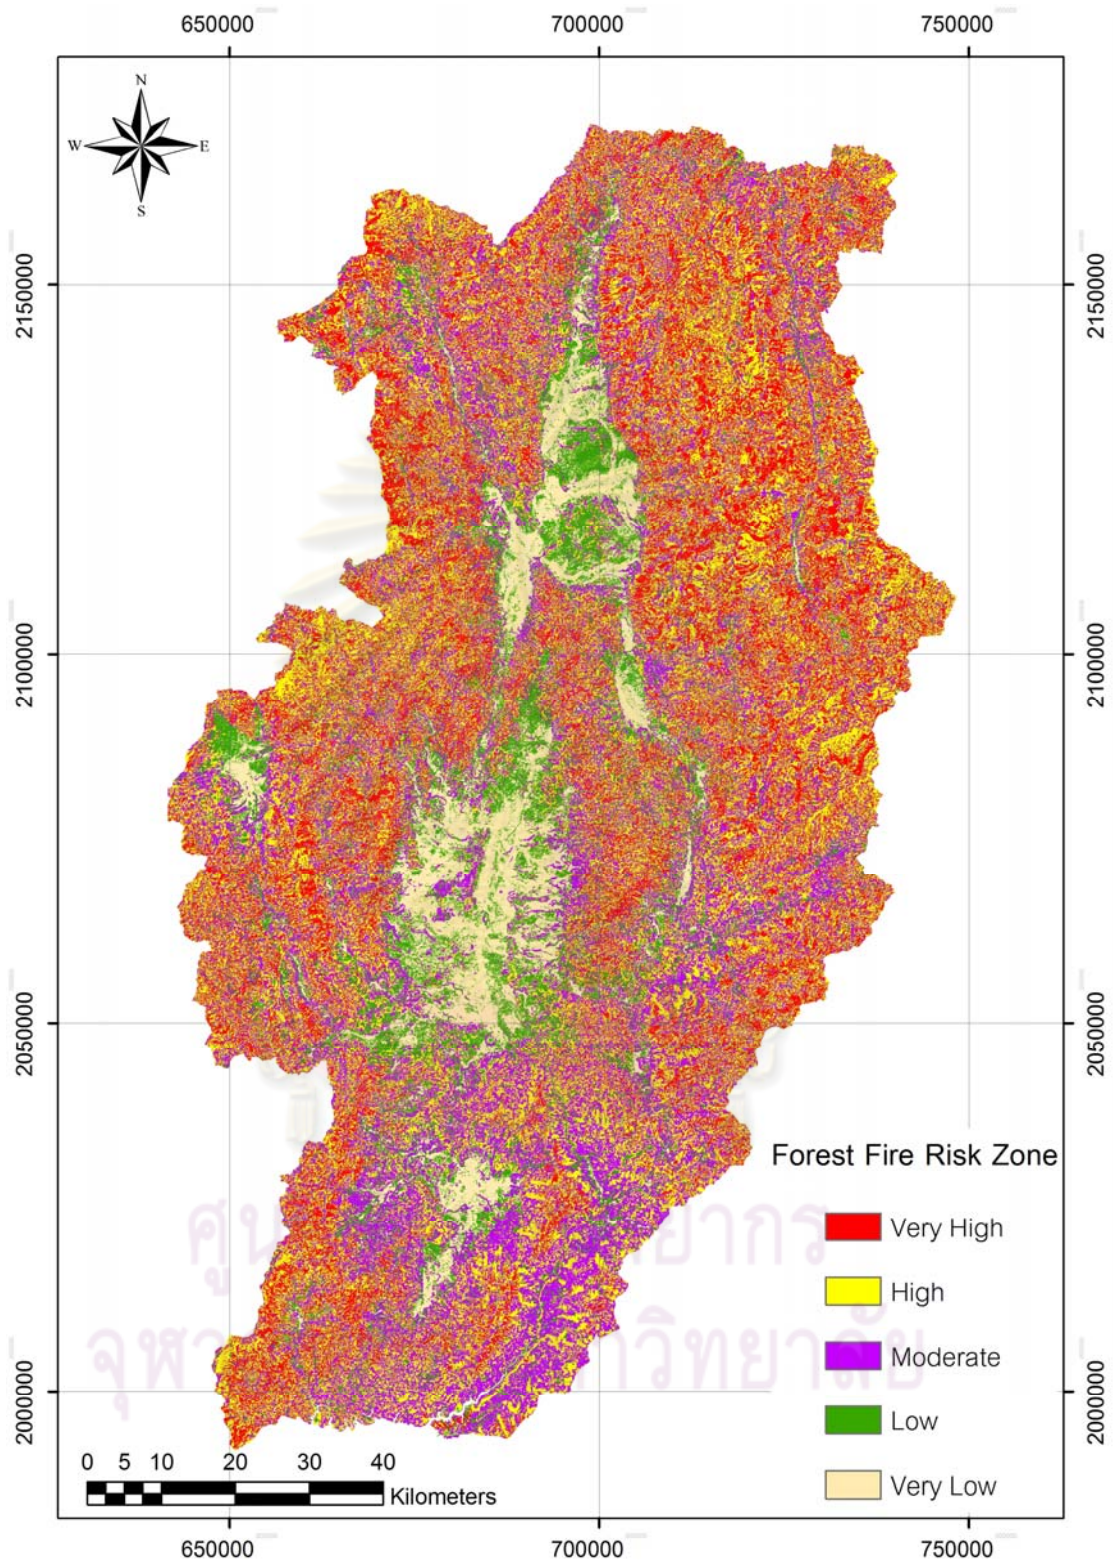 650000 700000 750000
N
W E
S
2150000 2150000
2100000 2100000
2050000 2050000
2000000 2000000
Forest Fire Risk Zone
Very High
High
Moderate
Low
Very Low
0 5 10 20 30 40
Kilometers
650000 700000 750000